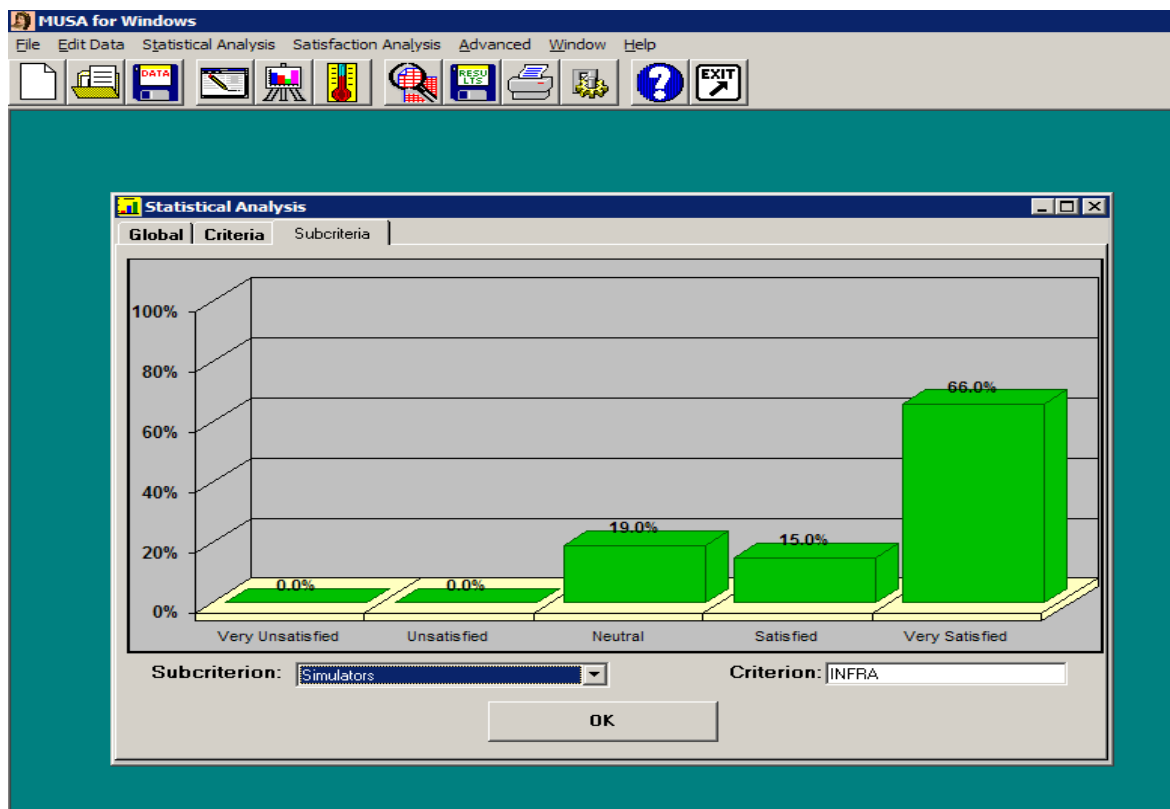 MUSA for Windows
File Edit Data Statistical Analysis Satisfaction Analysis Advanced Window Help
DATA RESU LTS ? EXIT
Statistical Analysis
Global Criteria Subcriteria
100%
80%
60%
40%
20%
0%
0.0% 0.0% 19.0% 15.0% 66.0%
Very Unsatisfied Unsatisfied Neutral Satisfied Very Satisfied
Subcriterion: Simulators Criterion: INFRA
OK